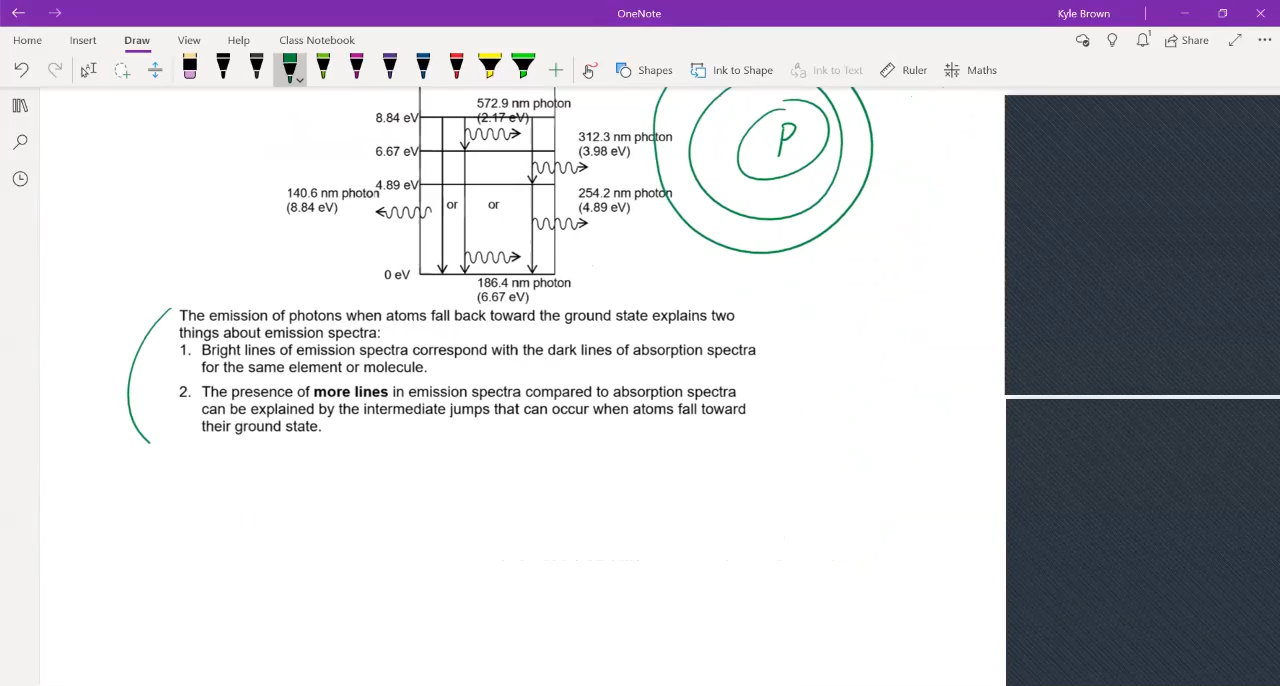 OneNote
Kyle Brown
Home Insert Draw View Help Class Notebook
Share
Shapes Ink to Shape Ink to Text Ruler Maths
572.9 nm photon
(2.17 eV)
8.84 eV
312.3 nm photon
(3.98 eV)
6.67 eV
4.89 eV
140.6 nm photon
(8.84 eV)
254.2 nm photon
(4.89 eV)
or or
0 eV
186.4 nm photon
(6.67 eV)
P
The emission of photons when atoms fall back toward the ground state explains two
things about emission spectra:
1. Bright lines of emission spectra correspond with the dark lines of absorption spectra
for the same element or molecule.
2. The presence of more lines in emission spectra compared to absorption spectra
can be explained by the intermediate jumps that can occur when atoms fall toward
their ground state.